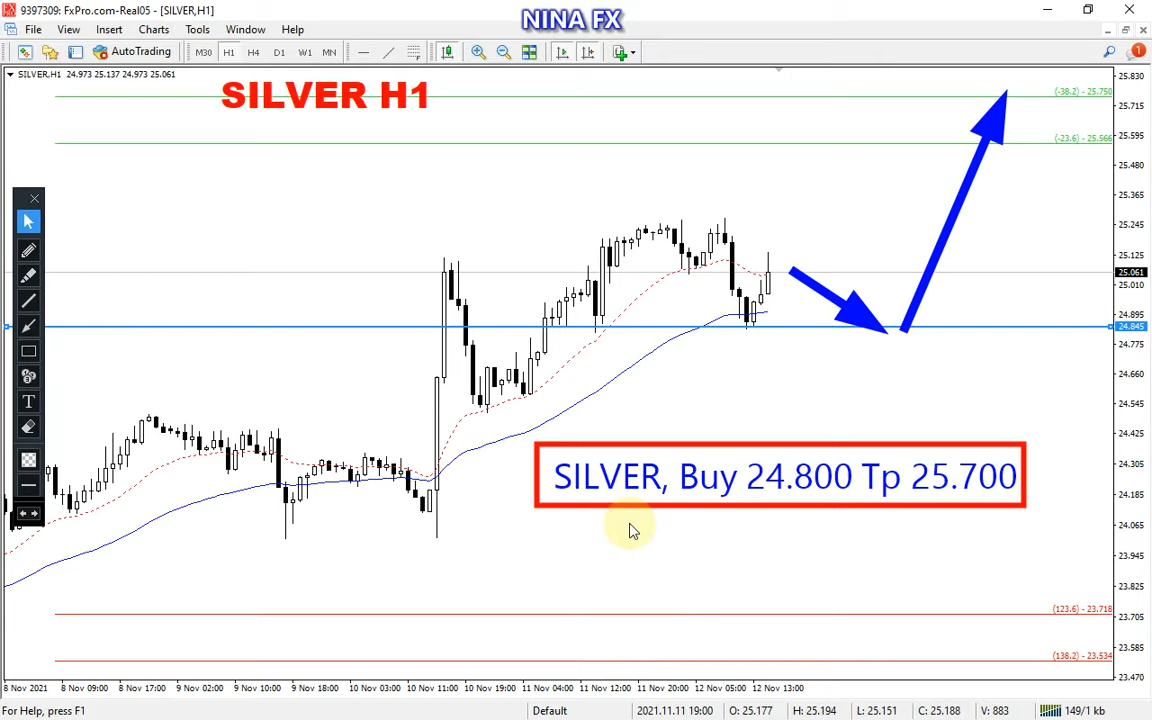 9397309: FxPro.com-Real05 - [SILVER,H1]
NINA FX
File View Insert Charts Tools Window Help
AutoTrading M30 H1 H4 D1 W1 MN
1
SILVER,H1 24.973 25.137 24.973 25.061
SILVER H1
(-38.2) - 25.750
(-23.6) - 25.566
25.830
25.715
25.595
25.480
25.365
25.245
25.125
25.061
25.010
24.895
24.845
24.775
24.660
24.545
24.425
24.305
24.185
24.065
23.945
23.825
23.705
23.585
23.470
SILVER, Buy 24.800 Tp 25.700
T
(123.6) - 23.718
(138.2) - 23.534
8 Nov 2021 8 Nov 09:00 8 Nov 17:00 9 Nov 02:00 9 Nov 10:00 9 Nov 18:00 10 Nov 03:00 10 Nov 11:00 10 Nov 19:00 11 Nov 04:00 11 Nov 12:00 11 Nov 20:00 12 Nov 05:00 12 Nov 13:00
For Help, press F1 Default 2021.11.11 19:00 O: 25.177 H: 25.194 L: 25.151 C: 25.188 V: 883 149/1 kb